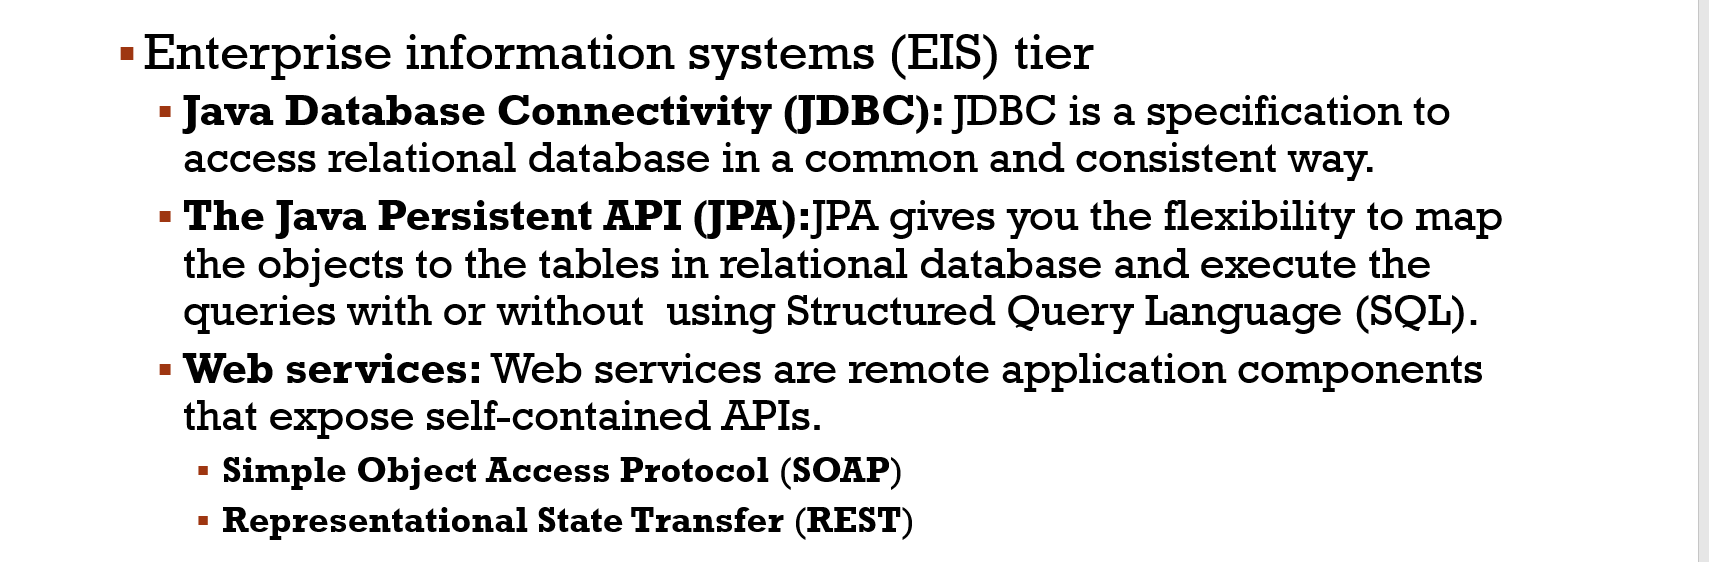 Enterprise information systems (EIS) tier
Java Database Connectivity (JDBC): JDBC is a specification to
access relational database in a common and consistent way.
The Java Persistent API (JPA):JPA gives you the flexibility to map
the objects to the tables in relational database and execute the
queries with or without  using Structured Query Language (SQL).
Web services: Web services are remote application components
that expose self-contained APIs.
Simple Object Access Protocol (SOAP)
Representational State Transfer (REST)